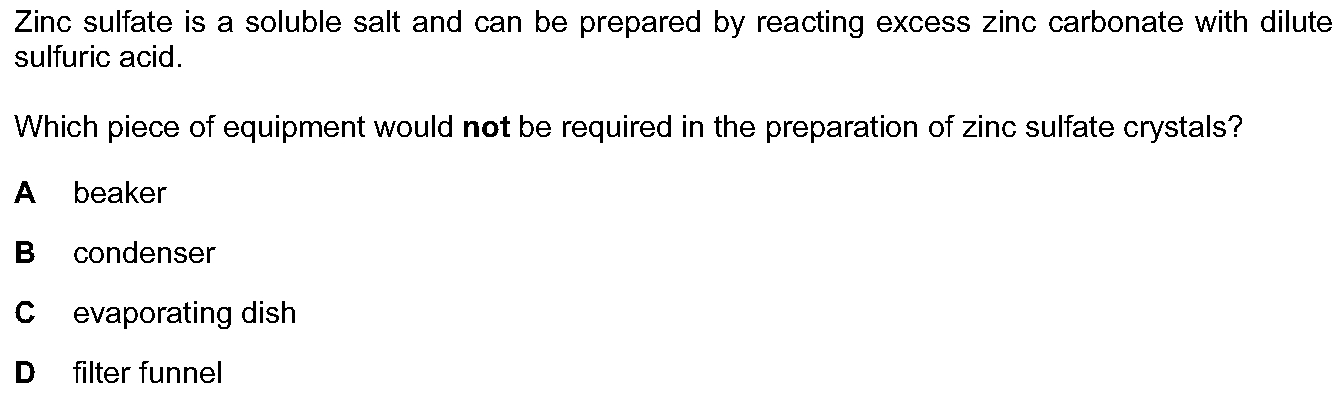 Zinc sulfate is a soluble salt and can be prepared by reacting excess zinc carbonate with dilute
sulfuric acid.
Which piece of equipment would not be required in the preparation of zinc sulfate crystals?
A beaker
B condenser
C evaporating dish
D filter funnel